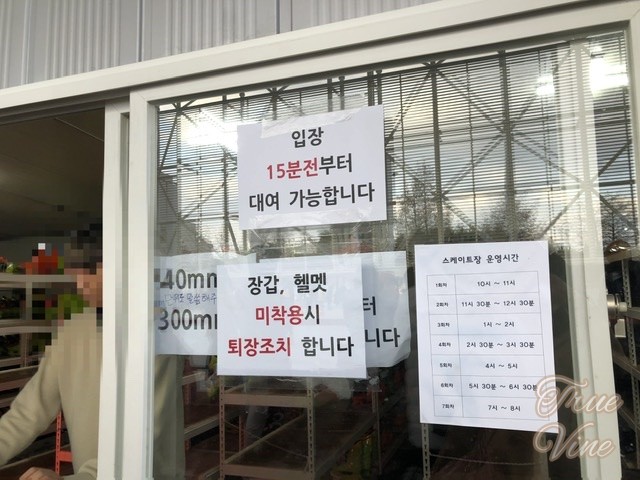 입장
15분전부터
대여 가능합니다
40mm
300mm
장갑, 헬멧
미착용시
퇴장조치 합니다
터
니다
스케이트장 운영시간
1회차 10시 ~ 11시
2회차 11시 30분 ~ 12시 30분
3회차 1시 ~ 2시
4회차 2시 30분 ~ 3시 30분
5회차 4시 ~ 5시
6회차 5시 30분 ~ 6시 30분
7회차 7시 ~ 8시
True
Vine